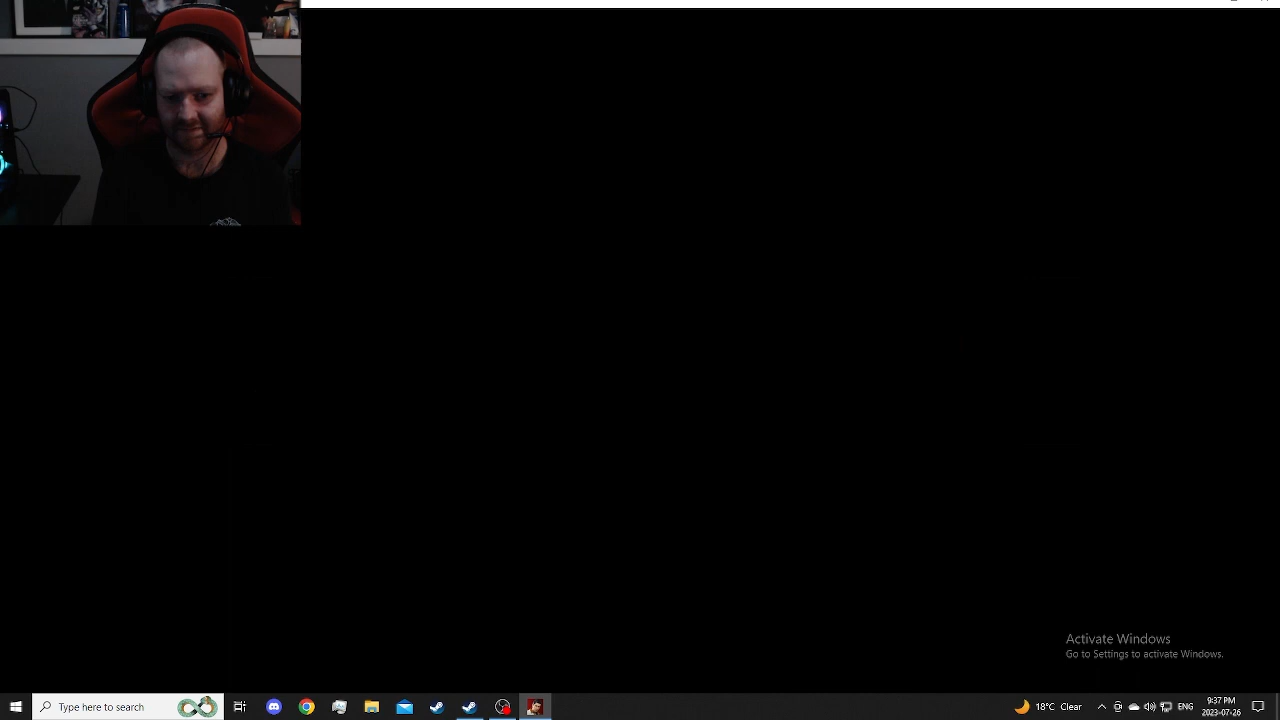 Activate Windows
Go to Settings to activate Windows.
Type here to search
18°C Clear
ENG
9:37 PM
2023-07-26